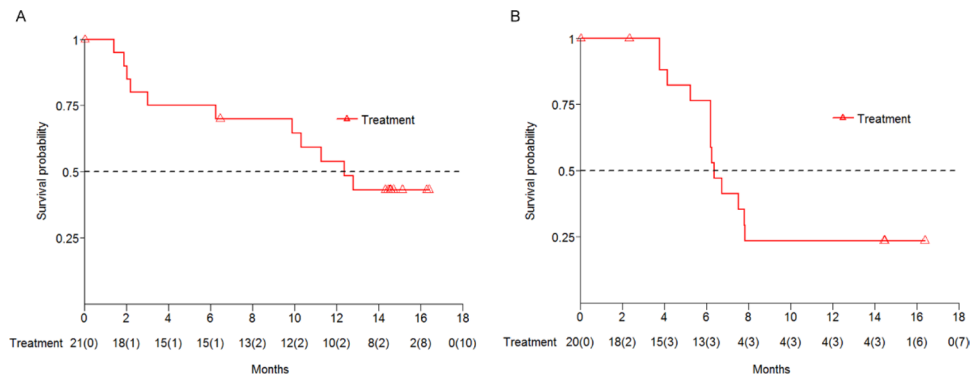 A
Survival probability
1
0.75
0.5
0.25
Treatment
0 2 4 6 8 10 12 14 16 18
Treatment 21(0) 18(1) 15(1) 15(1) 13(2) 12(2) 10(2) 8(2) 2(8) 0(10)
Months
B
Survival probability
1
0.75
0.5
0.25
Treatment
0 2 4 6 8 10 12 14 16 18
Treatment 20(0) 18(2) 15(3) 13(3) 4(3) 4(3) 4(3) 4(3) 1(6) 0(7)
Months